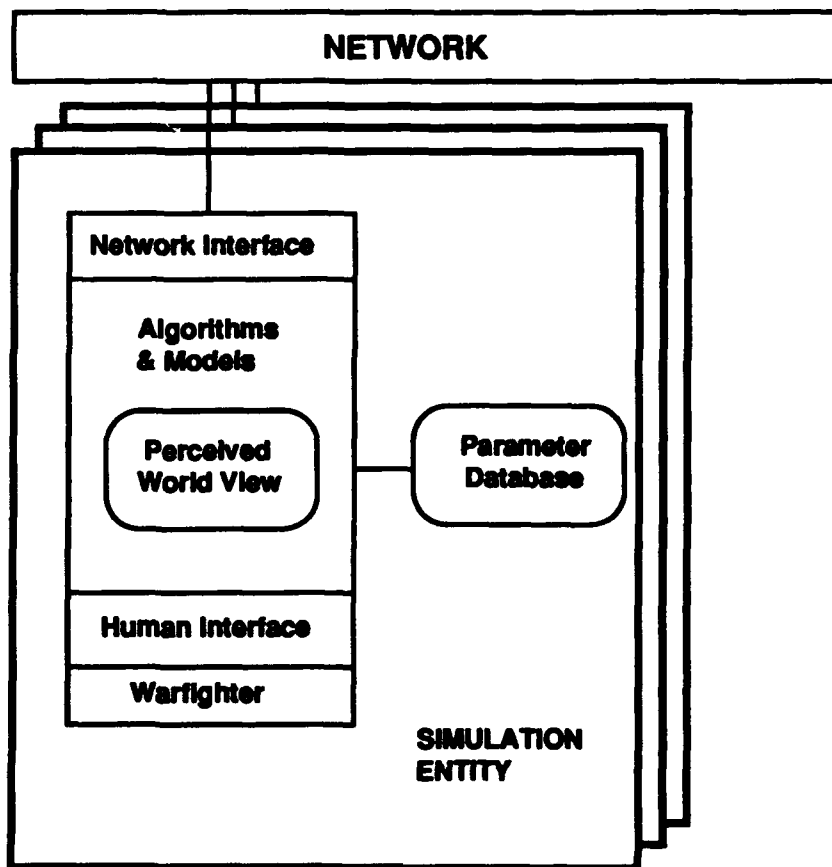 NETWORK
Network Interface
Algorithms
& Models
Perceived
World View
Parameter
Database
Human Interface
Warfighter
SIMULATION
ENTITY